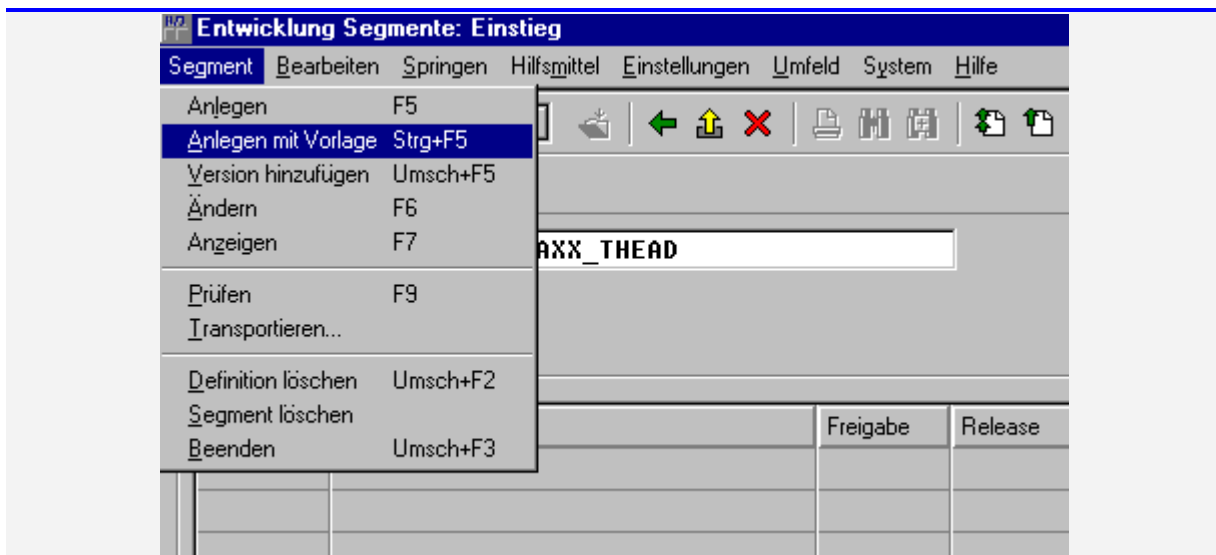 Entwicklung Segmente: Einstieg
Segment Bearbeiten Springen Hilfsmittel Einstellungen Umfeld System Hilfe
Anlegen F5
Anlegen mit Vorlage Strg+F5
Version hinzufügen Umsch+F5
Ändern F6
Anzeigen F7
AXX_THEAD
Prüfen F9
Transportieren...
Definition löschen Umsch+F2
Segment löschen
Freigabe Release
Beenden Umsch+F3